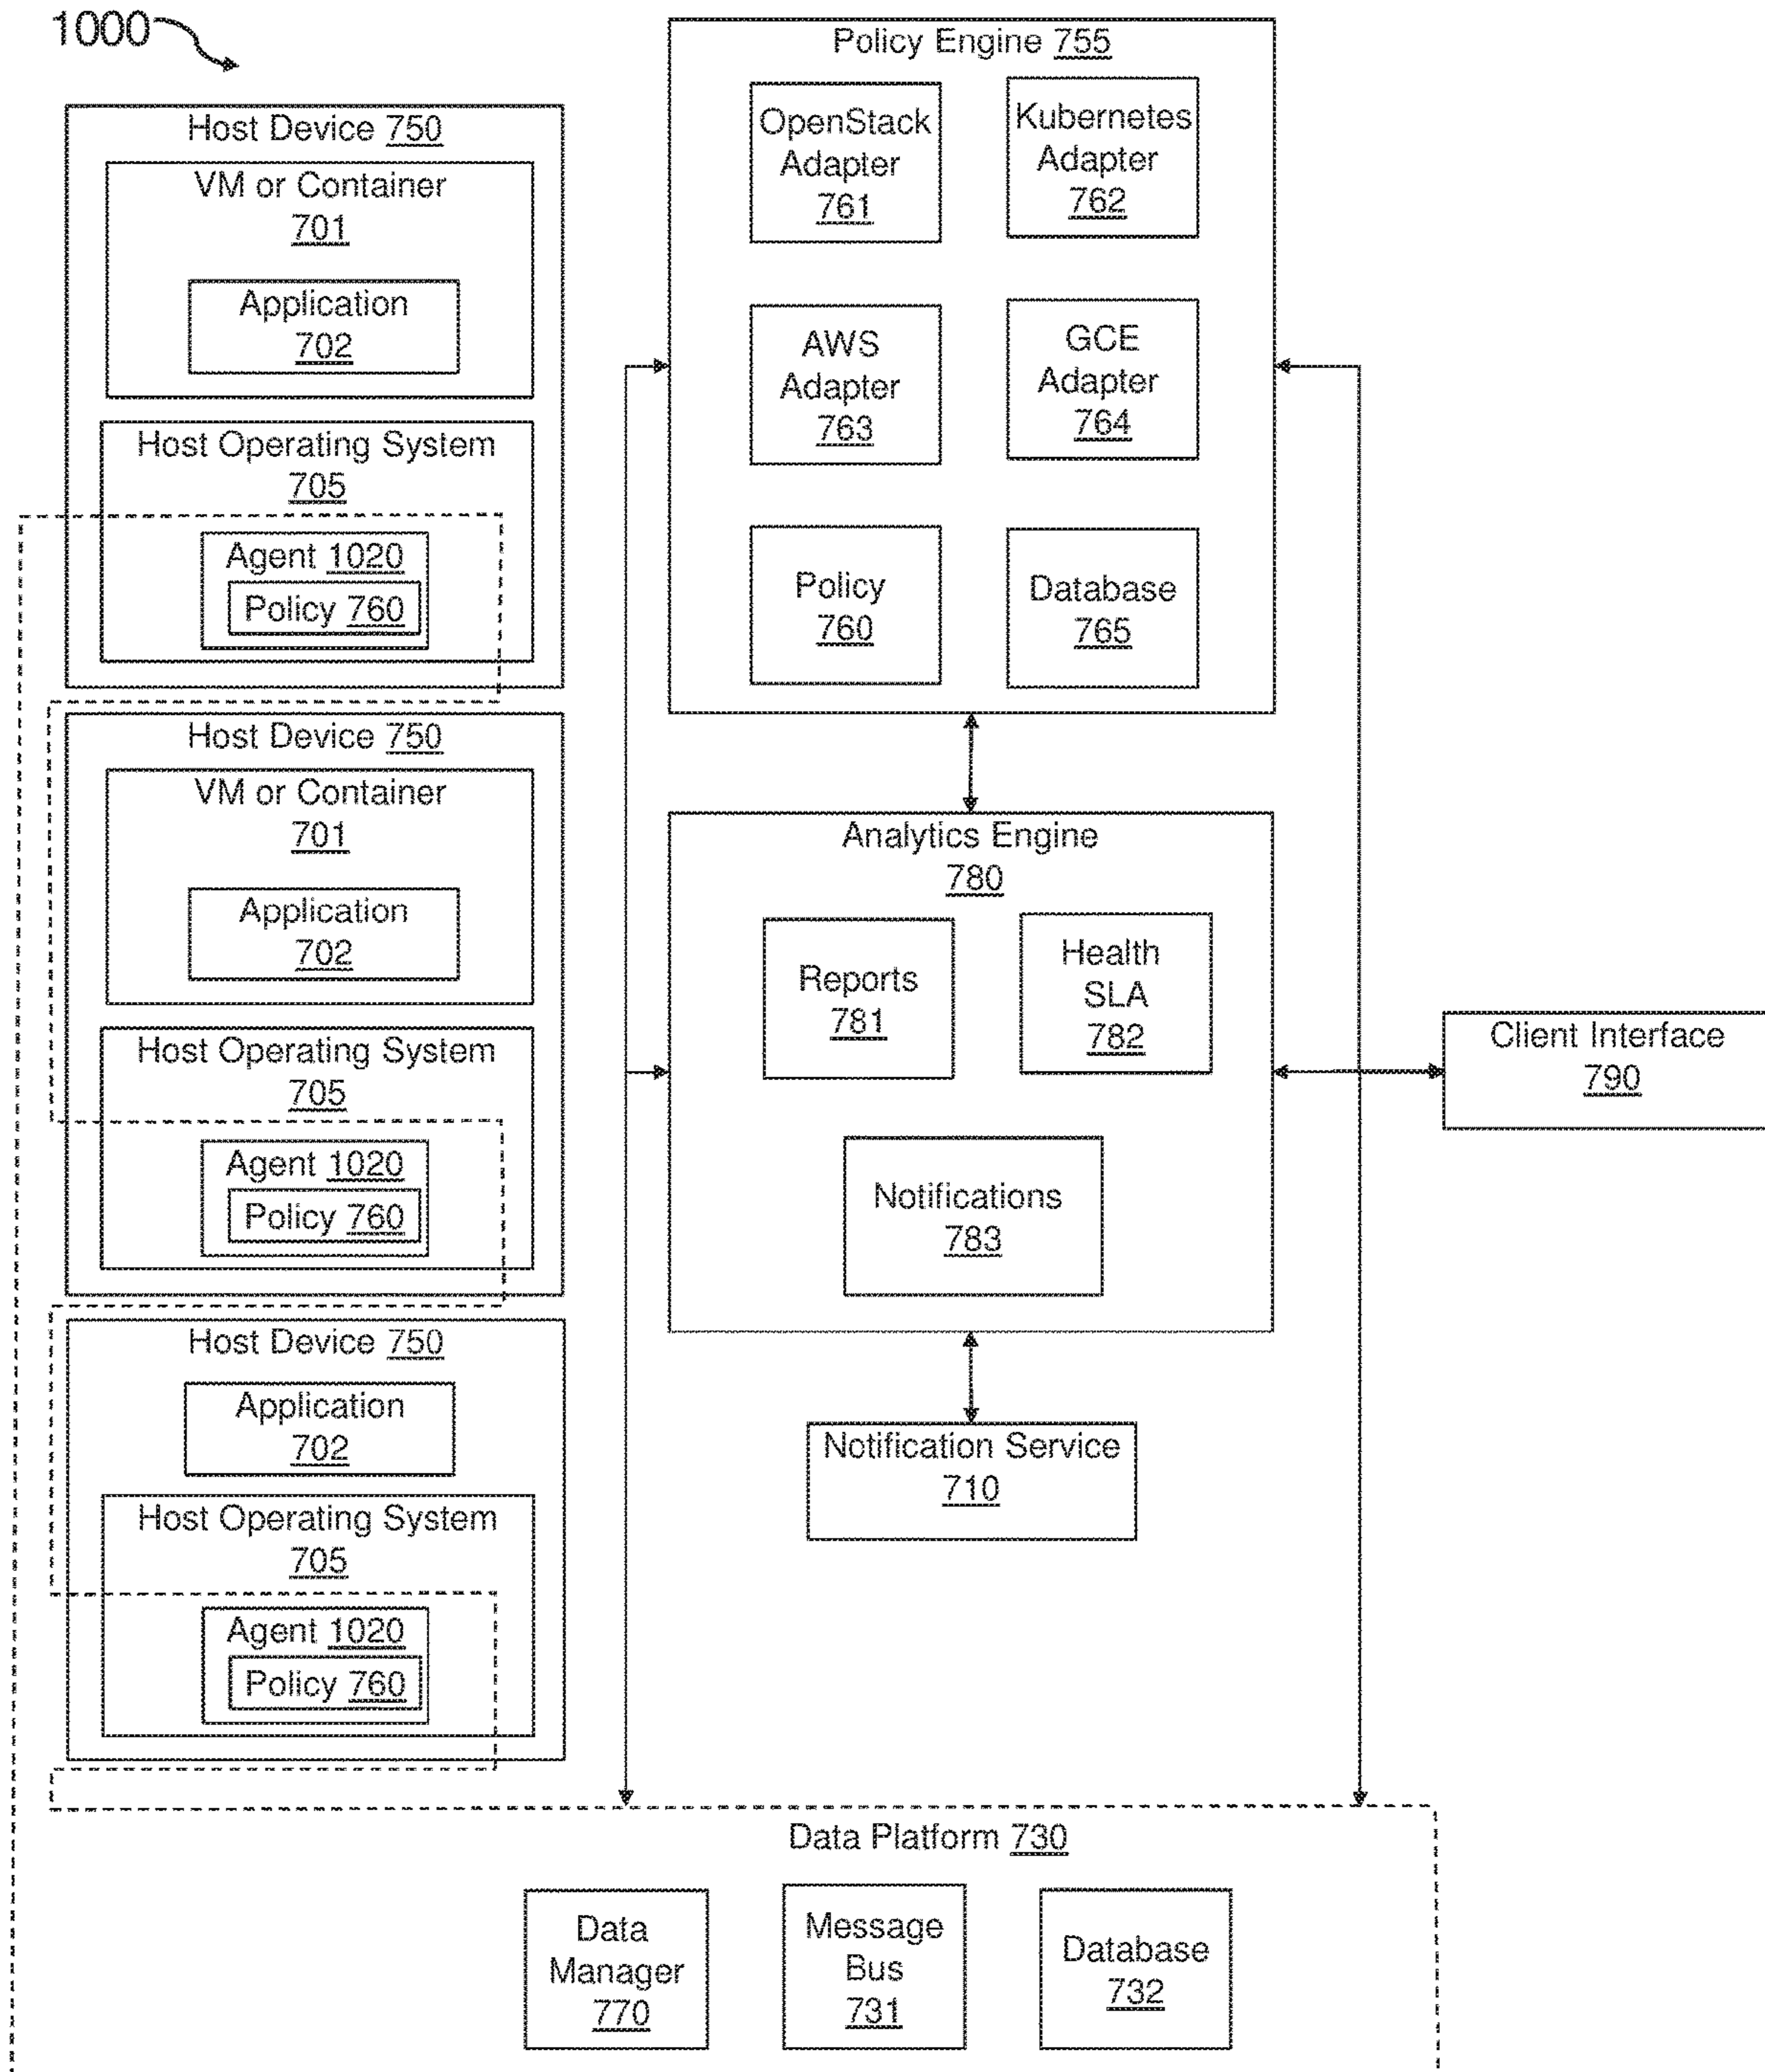 1000
Host Device 750
VM or Container
701
Application
702
Host Operating System
705
Agent 1020
Policy 760
Host Device 750
VM or Container
701
Application
702
Host Operating System
705
Agent 1020
Policy 760
Host Device 750
Application
702
Host Operating System
705
Agent 1020
Policy 760
Policy Engine 755
OpenStack
Adapter
761
Kubernetes
Adapter
762
AWS
Adapter
763
GCE
Adapter
764
Policy
760
Database
765
Analytics Engine
780
Reports
781
Health
SLA
782
Notifications
783
Client Interface
790
Notification Service
710
Data Platform 730
Data
Manager
770
Message
Bus
731
Database
732